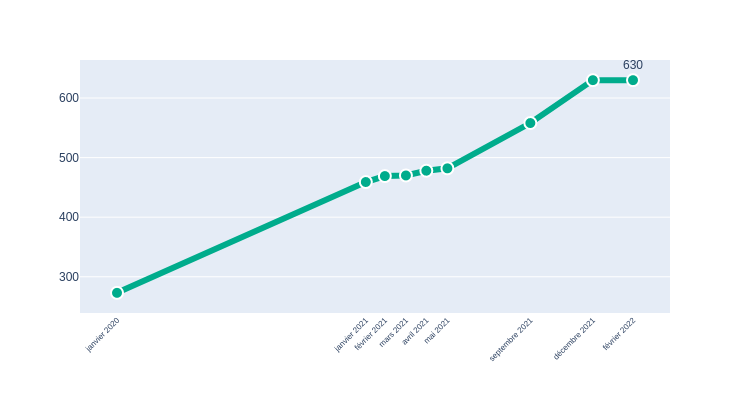 630
600
500
400
300
janvier 2020
janvier 2021
février 2021
mars 2021
avril 2021
mai 2021
septembre 2021
décembre 2021
février 2022